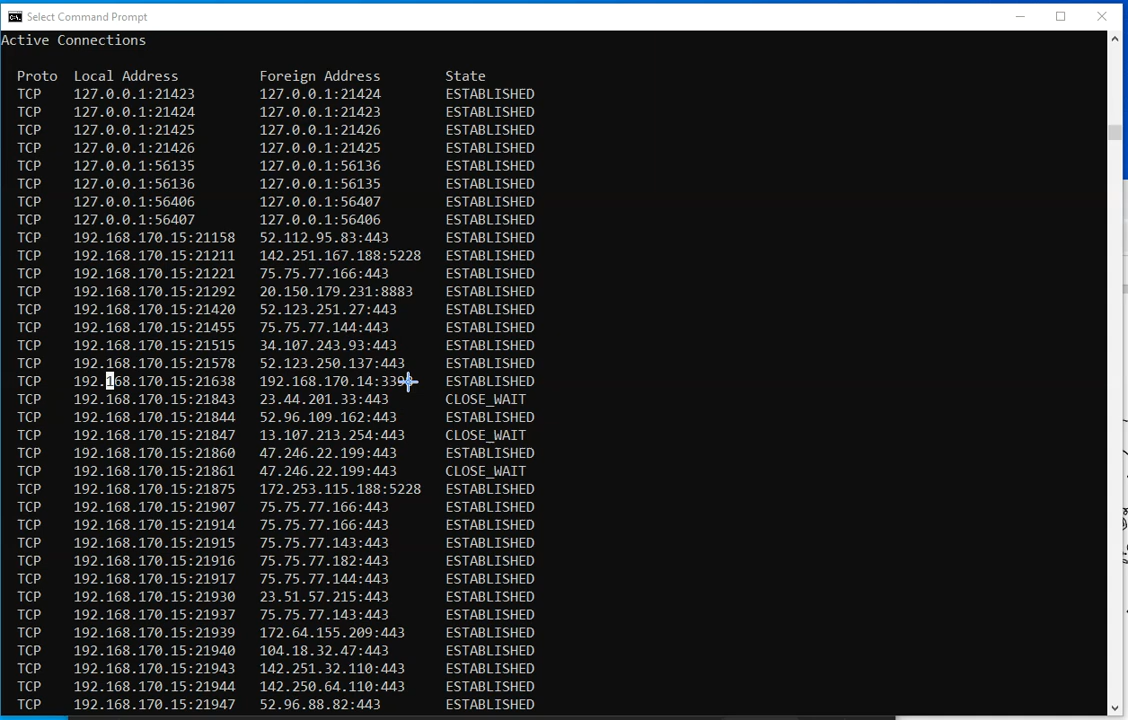 Select Command Prompt
Active Connections
Proto Local Address Foreign Address State
TCP 127.0.0.1:21423 127.0.0.1:21424 ESTABLISHED
TCP 127.0.0.1:21424 127.0.0.1:21423 ESTABLISHED
TCP 127.0.0.1:21425 127.0.0.1:21426 ESTABLISHED
TCP 127.0.0.1:21426 127.0.0.1:21425 ESTABLISHED
TCP 127.0.0.1:56135 127.0.0.1:56136 ESTABLISHED
TCP 127.0.0.1:56136 127.0.0.1:56135 ESTABLISHED
TCP 127.0.0.1:56406 127.0.0.1:56407 ESTABLISHED
TCP 127.0.0.1:56407 127.0.0.1:56406 ESTABLISHED
TCP 192.168.170.15:21158 52.112.95.83:443 ESTABLISHED
TCP 192.168.170.15:21211 142.251.167.188:5228 ESTABLISHED
TCP 192.168.170.15:21221 75.75.77.166:443 ESTABLISHED
TCP 192.168.170.15:21292 20.150.179.231:8883 ESTABLISHED
TCP 192.168.170.15:21420 52.123.251.27:443 ESTABLISHED
TCP 192.168.170.15:21455 75.75.77.144:443 ESTABLISHED
TCP 192.168.170.15:21515 34.107.243.93:443 ESTABLISHED
TCP 192.168.170.15:21578 52.123.250.137:443 ESTABLISHED
TCP 192.168.170.15:21638 ESTABLISHED
TCP 192.168.170.15:21843 23.44.201.33:443 CLOSE_WAIT
TCP 192.168.170.15:21844 52.96.109.162:443 ESTABLISHED
TCP 192.168.170.15:21847 13.107.213.254:443 CLOSE_WAIT
TCP 192.168.170.15:21860 47.246.22.199:443 ESTABLISHED
TCP 192.168.170.15:21861 47.246.22.199:443 CLOSE_WAIT
TCP 192.168.170.15:21875 172.253.115.188:5228 ESTABLISHED
TCP 192.168.170.15:21907 75.75.77.166:443 ESTABLISHED
TCP 192.168.170.15:21914 75.75.77.166:443 ESTABLISHED
TCP 192.168.170.15:21915 75.75.77.143:443 ESTABLISHED
TCP 192.168.170.15:21916 75.75.77.182:443 ESTABLISHED
TCP 192.168.170.15:21917 75.75.77.144:443 ESTABLISHED
TCP 192.168.170.15:21930 23.51.57.215:443 ESTABLISHED
TCP 192.168.170.15:21937 75.75.77.143:443 ESTABLISHED
TCP 192.168.170.15:21939 172.64.155.209:443 ESTABLISHED
TCP 192.168.170.15:21940 104.18.32.47:443 ESTABLISHED
TCP 192.168.170.15:21943 142.251.32.110:443 ESTABLISHED
TCP 192.168.170.15:21944 142.250.64.110:443 ESTABLISHED
TCP 192.168.170.15:21947 52.96.88.82:443 ESTABLISHED